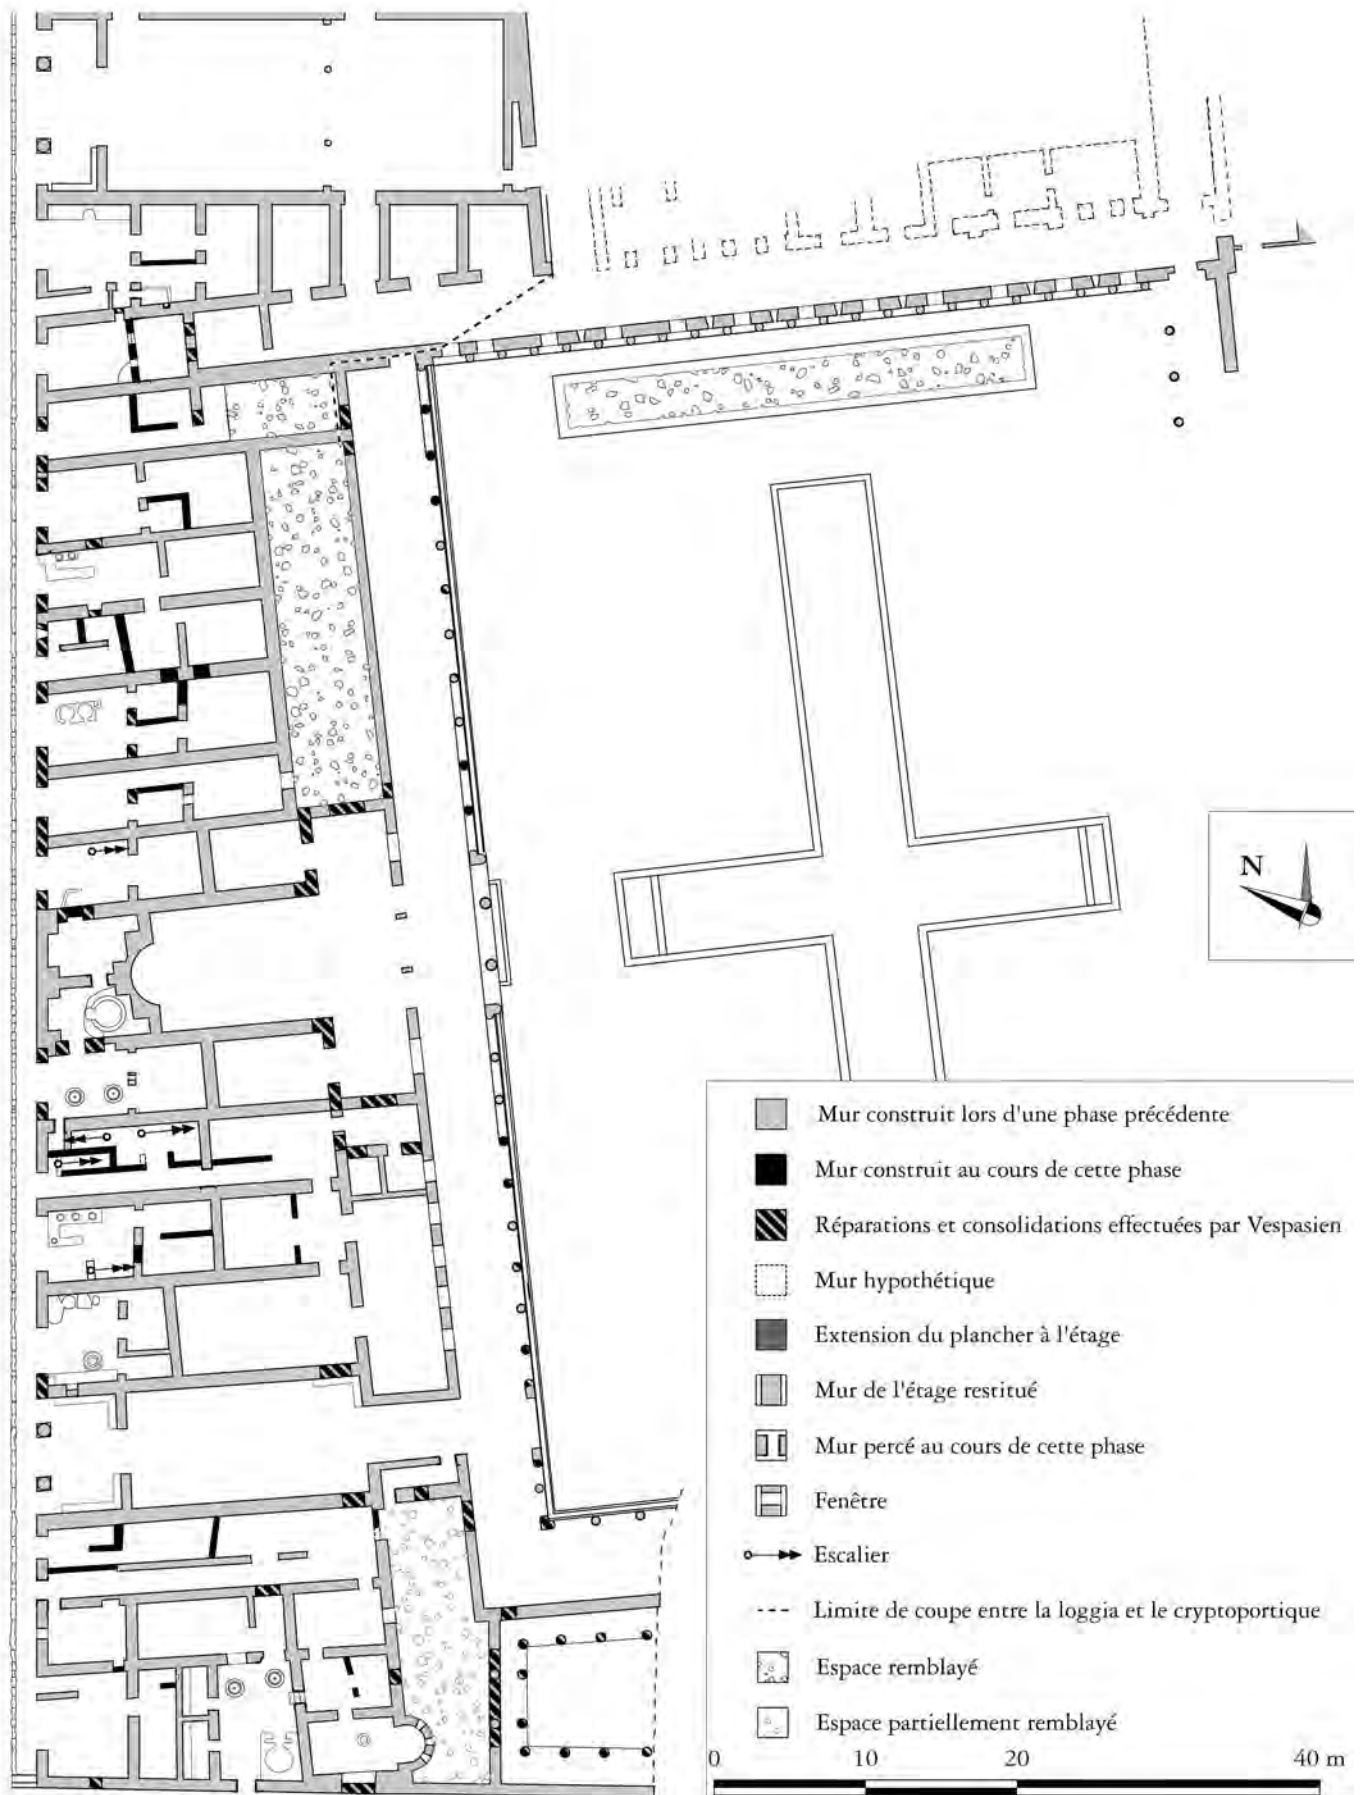 N
Mur construit lors d'une phase précédente
Mur construit au cours de cette phase
Réparations et consolidations effectuées par Vespasien
Mur hypothétique
Extension du plancher à l'étage
Mur de l'étage restitué
Mur percé au cours de cette phase
Fenêtre
Escalier
Limite de coupe entre la loggia et le cryptoportique
Espace remblayé
Espace partiellement remblayé
0 10 20 40 m